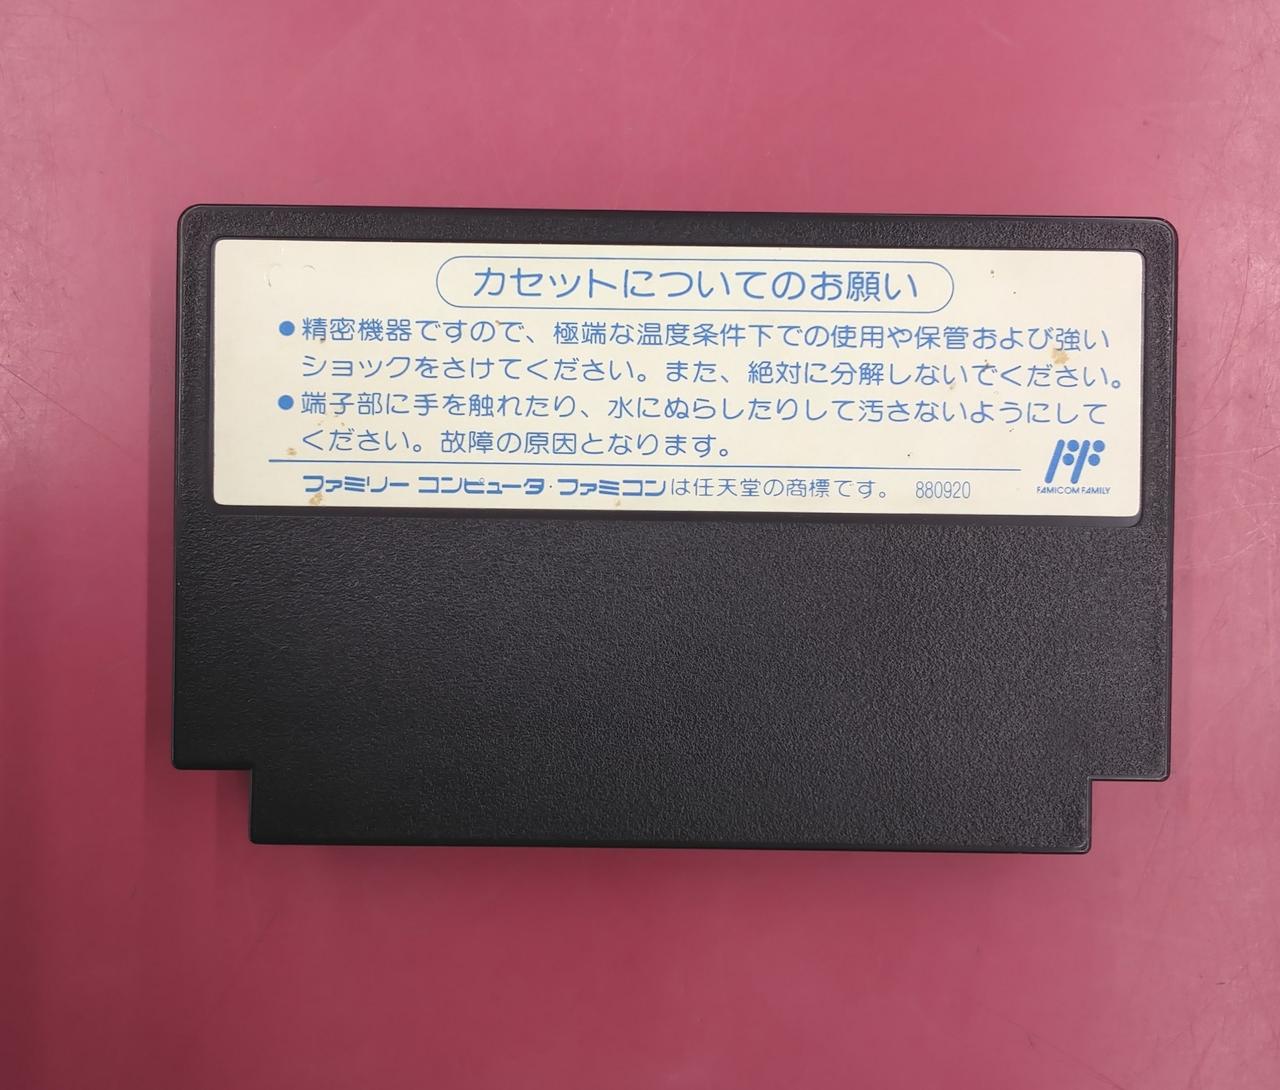 カセットについてのお願い
●精密機器ですので、極端な温度条件下での使用や保管および強い
ショックをさけてください。また、絶対に分解しないでください。
●端子部に手を触れたり、水にぬらしたりして汚さないようにして
ください。故障の原因となります。
ファミリーコンピュータ・ファミコンは任天堂の商標です。 880920
FF
FAMICOM FAMILY